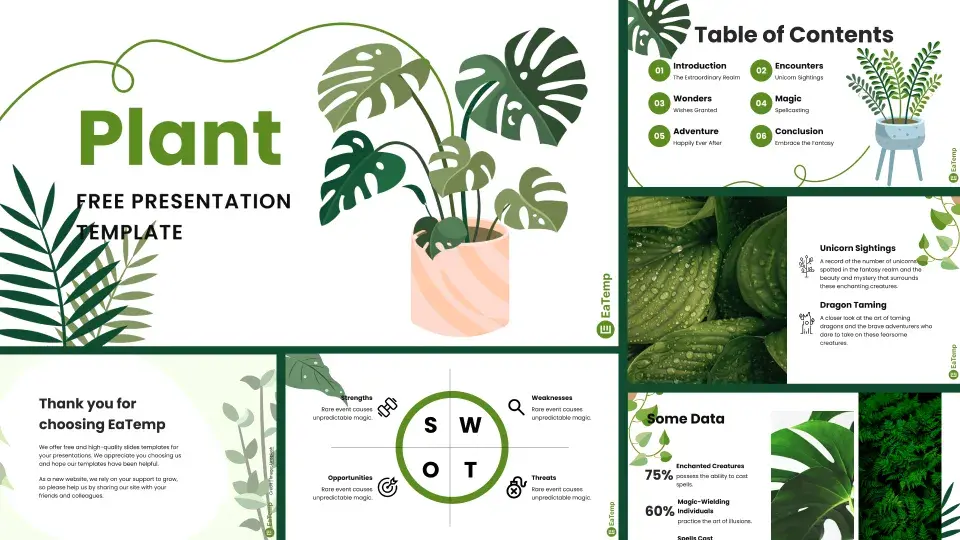 Plant
FREE PRESENTATION
TEMPLATE
EaTemp
Table of Contents
01
Introduction
The Extraordinary Realm
02
Encounters
Unicorn Sightings
03
Wonders
Wishes Granted
04
Magic
Spellcasting
05
Adventure
Happily Ever After
06
Conclusion
Embrace the Fantasy
EaTemp
Unicorn Sightings
A record of the number of unicorns
spotted in the fantasy realm and the
beauty and mystery that surrounds
these enchanting creatures.
Dragon Taming
A closer look at the art of taming
dragons and the brave adventurers who
dare to take on these fearsome
creatures.
EaTemp
Thank you for
choosing EaTemp
We offer free and high-quality slides templates for
your presentations. We appreciate you choosing us
and hope our templates have been helpful.
As a new website, we rely on your support to grow,
so please help us by sharing our site with your
friends and colleagues.
EaTemp
Strengths
Rare event causes
unpredictable magic.
Weaknesses
Rare event causes
unpredictable magic.
S W
O T
Opportunities
Rare event causes
unpredictable magic.
Threats
Rare event causes
unpredictable magic.
EaTemp
Some Data
75%
Enchanted Creatures
possess the ability to cast
spells.
60%
Magic-Wielding
Individuals
practice the art of illusions.
Spells Cast